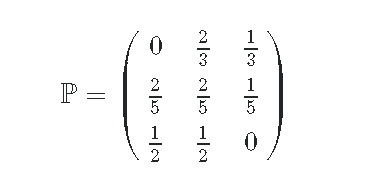 0 2/3 1/3
ℙ = ( 2/5 2/5 1/5 )
1/2 1/2 0